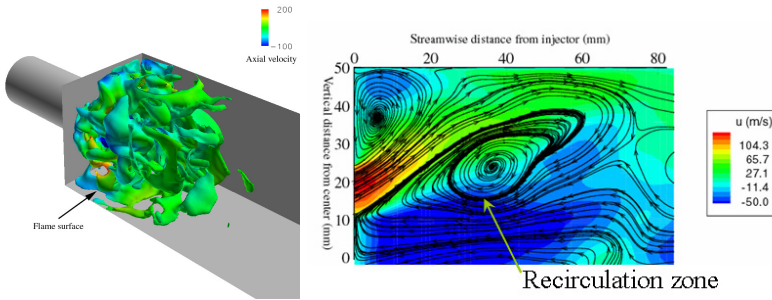 200
-100
Axial velocity
Flame surface
Streamwise distance from injector (mm)
0 20 40 60 80
Vertical distance from center (mm)
50
40
30
20
10
0
u (m/s)
104.3
65.7
27.1
-11.4
-50.0
Recirculation zone